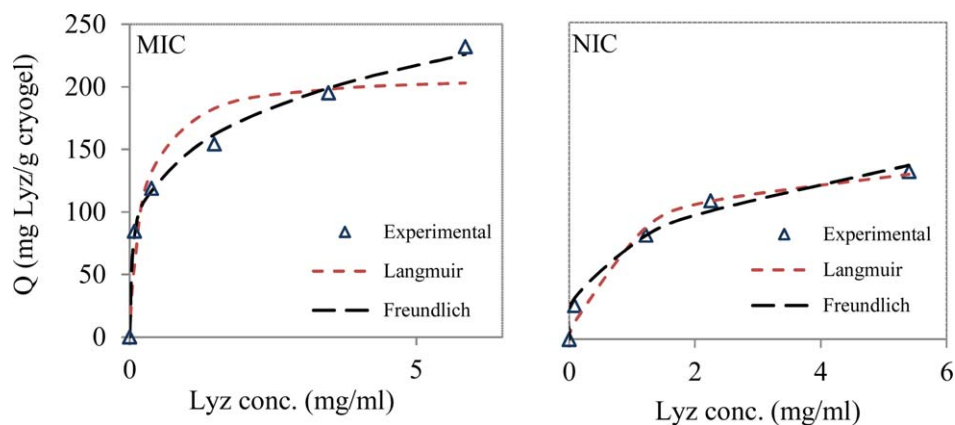 MIC
250
200
150
100
50
0
Q (mg Lyz/g cryogel)
Experimental
Langmuir
Freundlich
0
5
Lyz conc. (mg/ml)
NIC
Experimental
Langmuir
Freundlich
0
2
4
6
Lyz conc. (mg/ml)